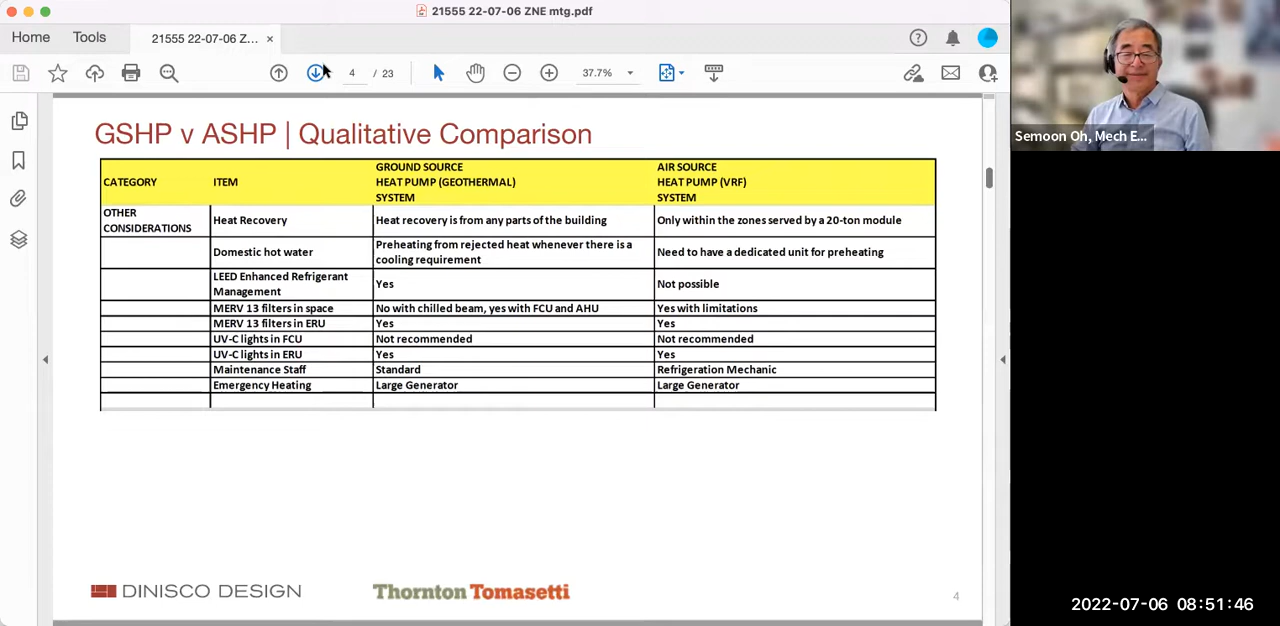 21555 22-07-06 ZNE mtg.pdf
Home
Tools
21555 22-07-06 Z... ×
4 / 23
37.7%
GSHP v ASHP | Qualitative Comparison
CATEGORY
ITEM
GROUND SOURCE
HEAT PUMP (GEOTHERMAL)
SYSTEM
AIR SOURCE
HEAT PUMP (VRF)
SYSTEM
OTHER
CONSIDERATIONS
Heat Recovery
Heat recovery is from any parts of the building
Only within the zones served by a 20-ton module
Domestic hot water
Preheating from rejected heat whenever there is a
cooling requirement
Need to have a dedicated unit for preheating
LEED Enhanced Refrigerant
Management
Yes
Not possible
MERV 13 filters in space
No with chilled beam, yes with FCU and AHU
Yes with limitations
MERV 13 filters in ERU
Yes
Yes
UV-C lights in FCU
Not recommended
Not recommended
UV-C lights in ERU
Yes
Yes
Maintenance Staff
Standard
Refrigeration Mechanic
Emergency Heating
Large Generator
Large Generator
DINISCO DESIGN
Thornton Tomasetti
4
Semoon Oh, Mech E...
2022-07-06 08:51:46